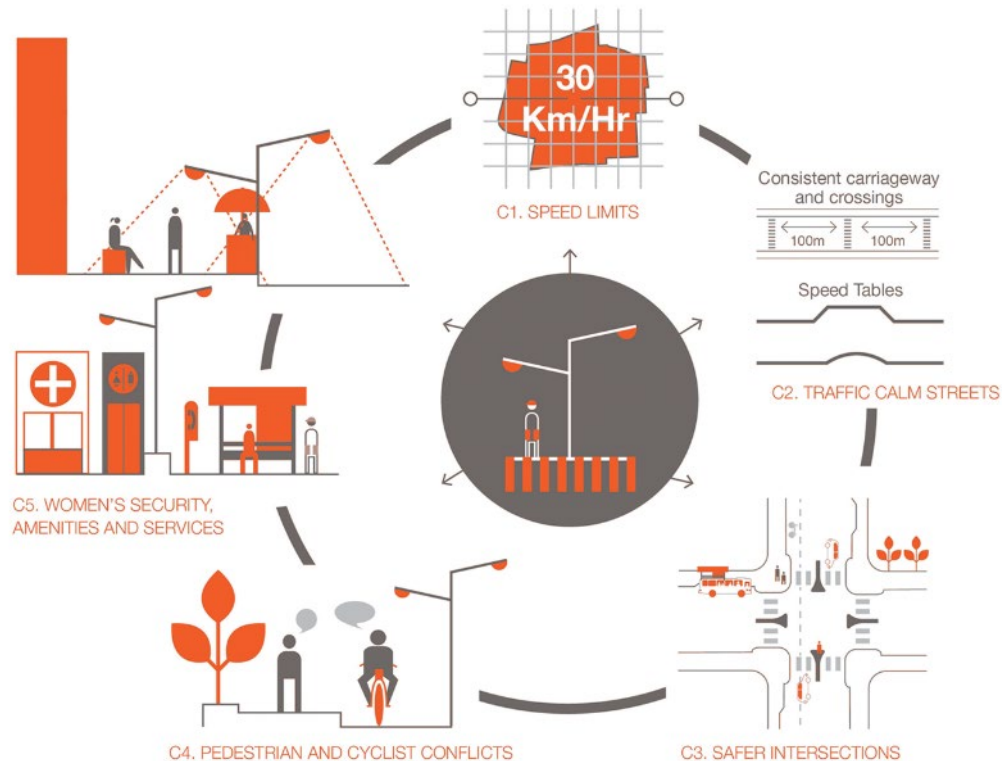 30
Km/Hr
C1. SPEED LIMITS
Consistent carriageway
and crossings
100m 100m
Speed Tables
C2. TRAFFIC CALM STREETS
C3. SAFER INTERSECTIONS
C4. PEDESTRIAN AND CYCLIST CONFLICTS
C5. WOMEN'S SECURITY,
AMENITIES AND SERVICES